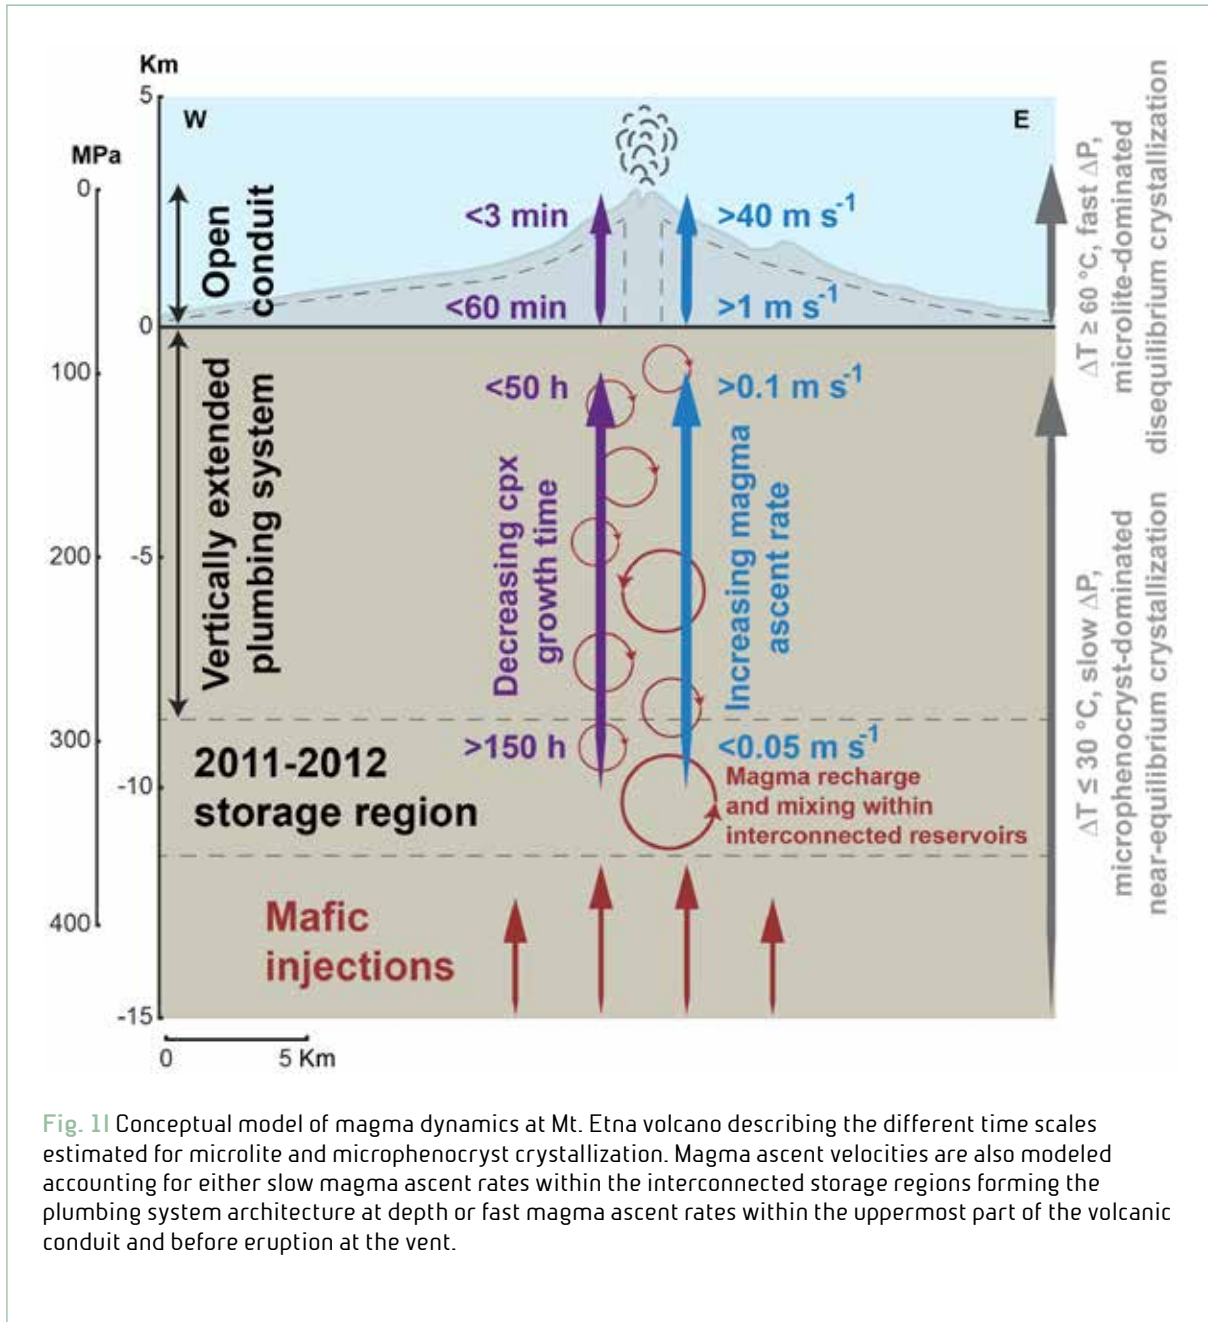 Km
5
W
E
MPa
0
Open
conduit
<3 min
>40 m s⁻¹
<60 min
>1 m s⁻¹
0
100
<50 h
>0.1 m s⁻¹
Vertically extended
plumbing system
Decreasing cpx
growth time
Increasing magma
ascent rate
200
-5
300
>150 h
<0.05 m s⁻¹
2011-2012
storage region
-10
Magma recharge
and mixing within
interconnected reservoirs
400
Mafic
injections
-15
0
5 Km
ΔT ≥ 60 °C, fast ΔP,
microlite-dominated
disequilibrium crystallization
ΔT ≤ 30 °C, slow ΔP,
microphenocryst-dominated
near-equilibrium crystallization
Fig. 11 Conceptual model of magma dynamics at Mt. Etna volcano describing the different time scales
estimated for microlite and microphenocryst crystallization. Magma ascent velocities are also modeled
accounting for either slow magma ascent rates within the interconnected storage regions forming the
plumbing system architecture at depth or fast magma ascent rates within the uppermost part of the volcanic
conduit and before eruption at the vent.